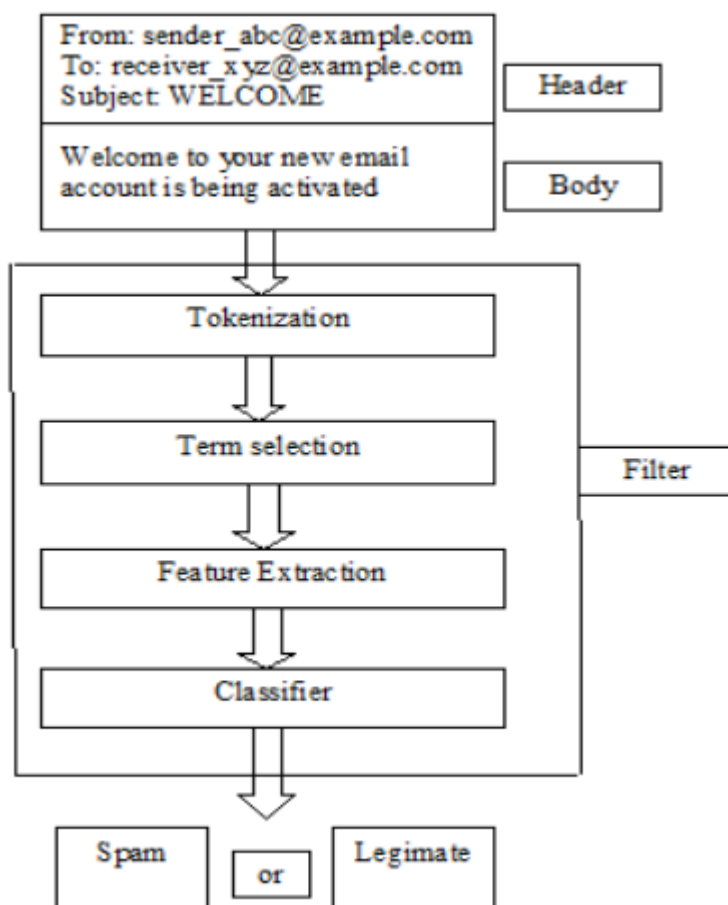 From: sender_abc@example.com
To: receiver_xyz@example.com
Subject: WELCOME
Header
Welcome to your new email
account is being activated
Body
Tokenization
Term selection
Filter
Feature Extraction
Classifier
Spam
or
Legimate